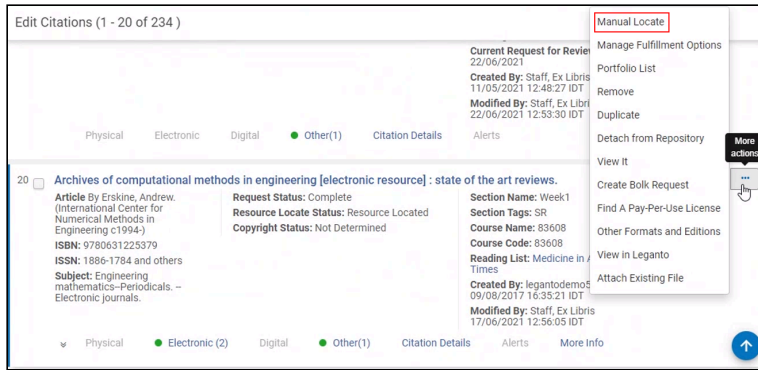 Edit Citations (1 - 20 of 234 )
Current Request for Review
22/06/2021
Created By: Staff, Ex Libris
11/05/2021 12:48:27 IDT
Modified By: Staff, Ex Libri
22/06/2021 12:53:30 IDT
Physical Electronic Digital Other(1) Citation Details Alerts
20 Archives of computational methods in engineering [electronic resource] : state of the art reviews.
Article By Erskine, Andrew.
(International Center for
Numerical Methods in
Engineering c1994-)
ISBN: 9780631225379
ISSN: 1886-1784 and others
Subject: Engineering
mathematics--Periodicals. --
Electronic journals.
Request Status: Complete
Resource Locate Status: Resource Located
Copyright Status: Not Determined
Section Name: Week1
Section Tags: SR
Course Name: 83608
Course Code: 83608
Reading List: Medicine in A
Times
Created By: legantodemo5
09/08/2017 16:35:21 IDT
Modified By: Staff, Ex Libris
17/06/2021 12:56:05 IDT
Physical Electronic (2) Digital Other(1) Citation Details Alerts More Info
Manual Locate
Manage Fulfillment Options
Portfolio List
Remove
Duplicate
Detach from Repository
View It
Create Bolk Request
Find A Pay-Per-Use License
Other Formats and Editions
View in Leganto
Attach Existing File
More
actions